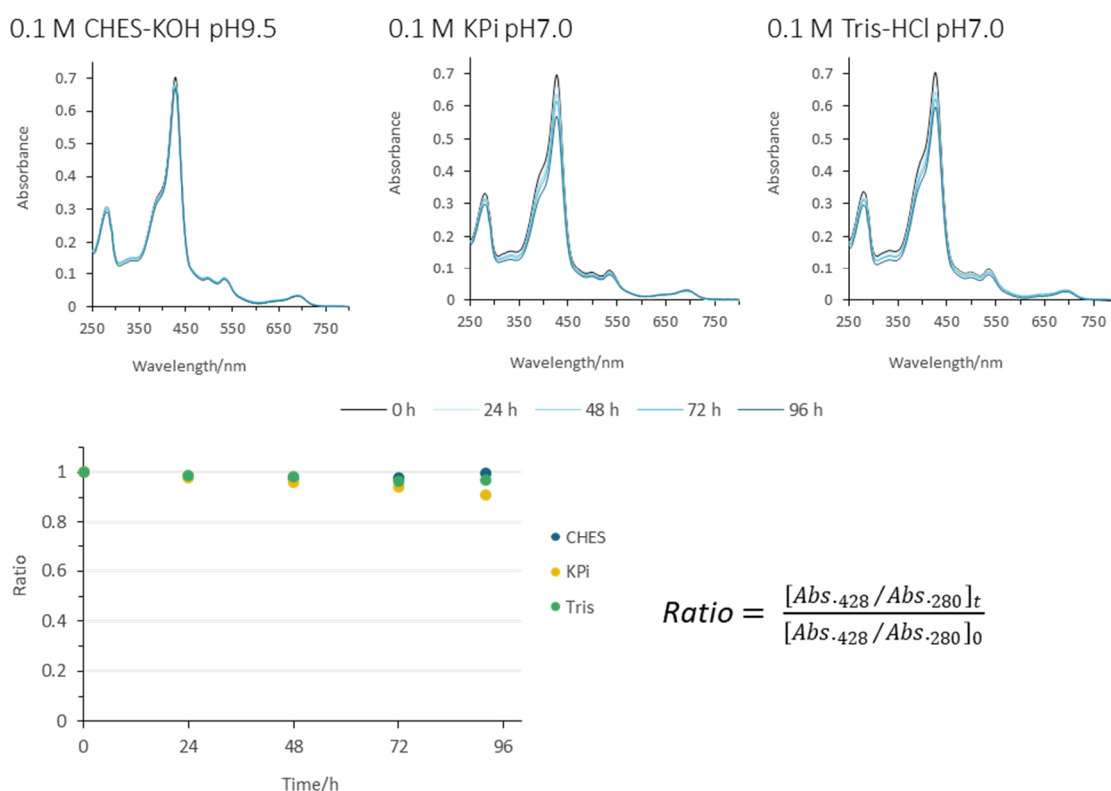 0.1 M CHES-KOH pH9.5
0.1 M KPi pH7.0
0.1 M Tris-HCl pH7.0
0.7
0.6
0.5
0.4
0.3
0.2
0.1
0
Absorbance
250 350 450 550 650 750
Wavelength/nm
0.7
0.6
0.5
0.4
0.3
0.2
0.1
0
Absorbance
250 350 450 550 650 750
Wavelength/nm
0.7
0.6
0.5
0.4
0.3
0.2
0.1
0
Absorbance
250 350 450 550 650 750
Wavelength/nm
0 h 24 h 48 h 72 h 96 h
1
0.8
0.6
0.4
0.2
0
Ratio
0 24 48 72 96
Time/h
CHES
KPi
Tris
Ratio = [Abs.428/Abs.280]t
[Abs.428/Abs.280]0